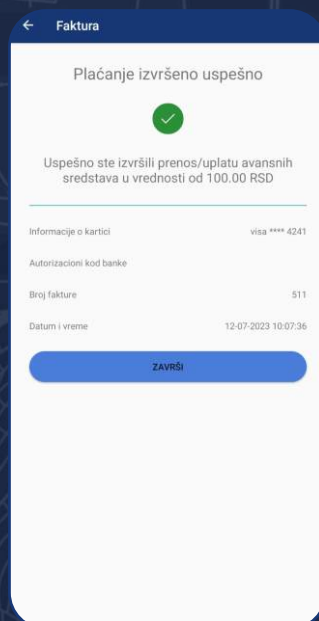 Faktura
Plaćanje izvršeno uspešno
Uspešno ste izvršili prenos/uplatu avansnih
sredstava u vrednosti od 100.00 RSD
Informacije o kartici visa **** 4241
Autorizacioni kod banke
Broj fakture 511
Datum i vreme 12-07-2023 10:07:36
ZAVRŠI